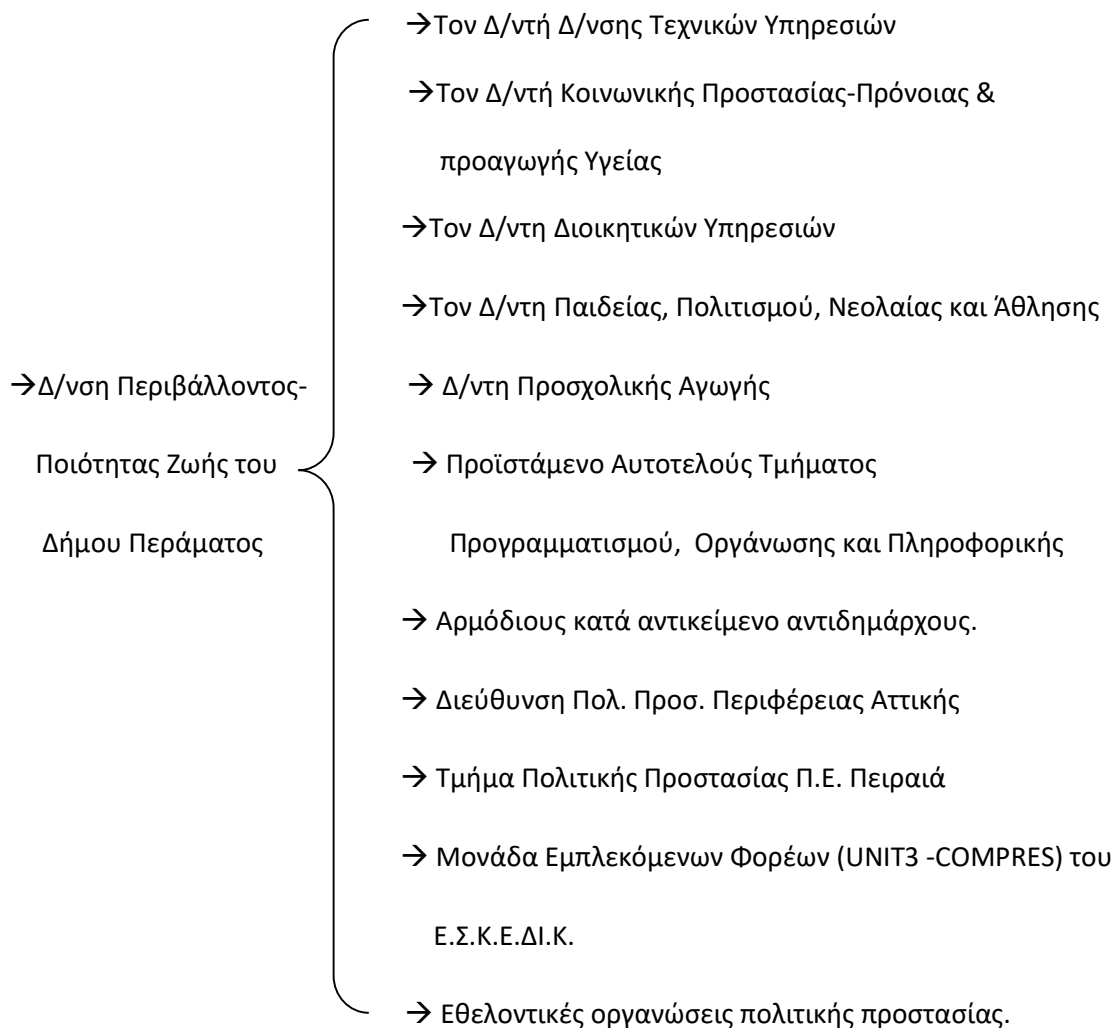 →Δ/νση Περιβάλλοντος-
Ποιότητας Ζωής του
Δήμου Περάματος
→Τον Δ/ντή Δ/νσης Τεχνικών Υπηρεσιών
→Τον Δ/ντή Κοινωνικής Προστασίας-Πρόνοιας &
προαγωγής Υγείας
→Τον Δ/ντη Διοικητικών Υπηρεσιών
→Τον Δ/ντη Παιδείας, Πολιτισμού, Νεολαίας και Άθλησης
→ Δ/ντη Προσχολικής Αγωγής
→ Προϊστάμενο Αυτοτελούς Τμήματος
Προγραμματισμού, Οργάνωσης και Πληροφορικής
→ Αρμόδιους κατά αντικείμενο αντιδημάρχους.
→ Διεύθυνση Πολ. Προσ. Περιφέρειας Αττικής
→ Τμήμα Πολιτικής Προστασίας Π.Ε. Πειραιά
→ Μονάδα Εμπλεκόμενων Φορέων (UNIT3 -COMPRES) του
Ε.Σ.Κ.Ε.ΔΙ.Κ.
→ Εθελοντικές οργανώσεις πολιτικής προστασίας.